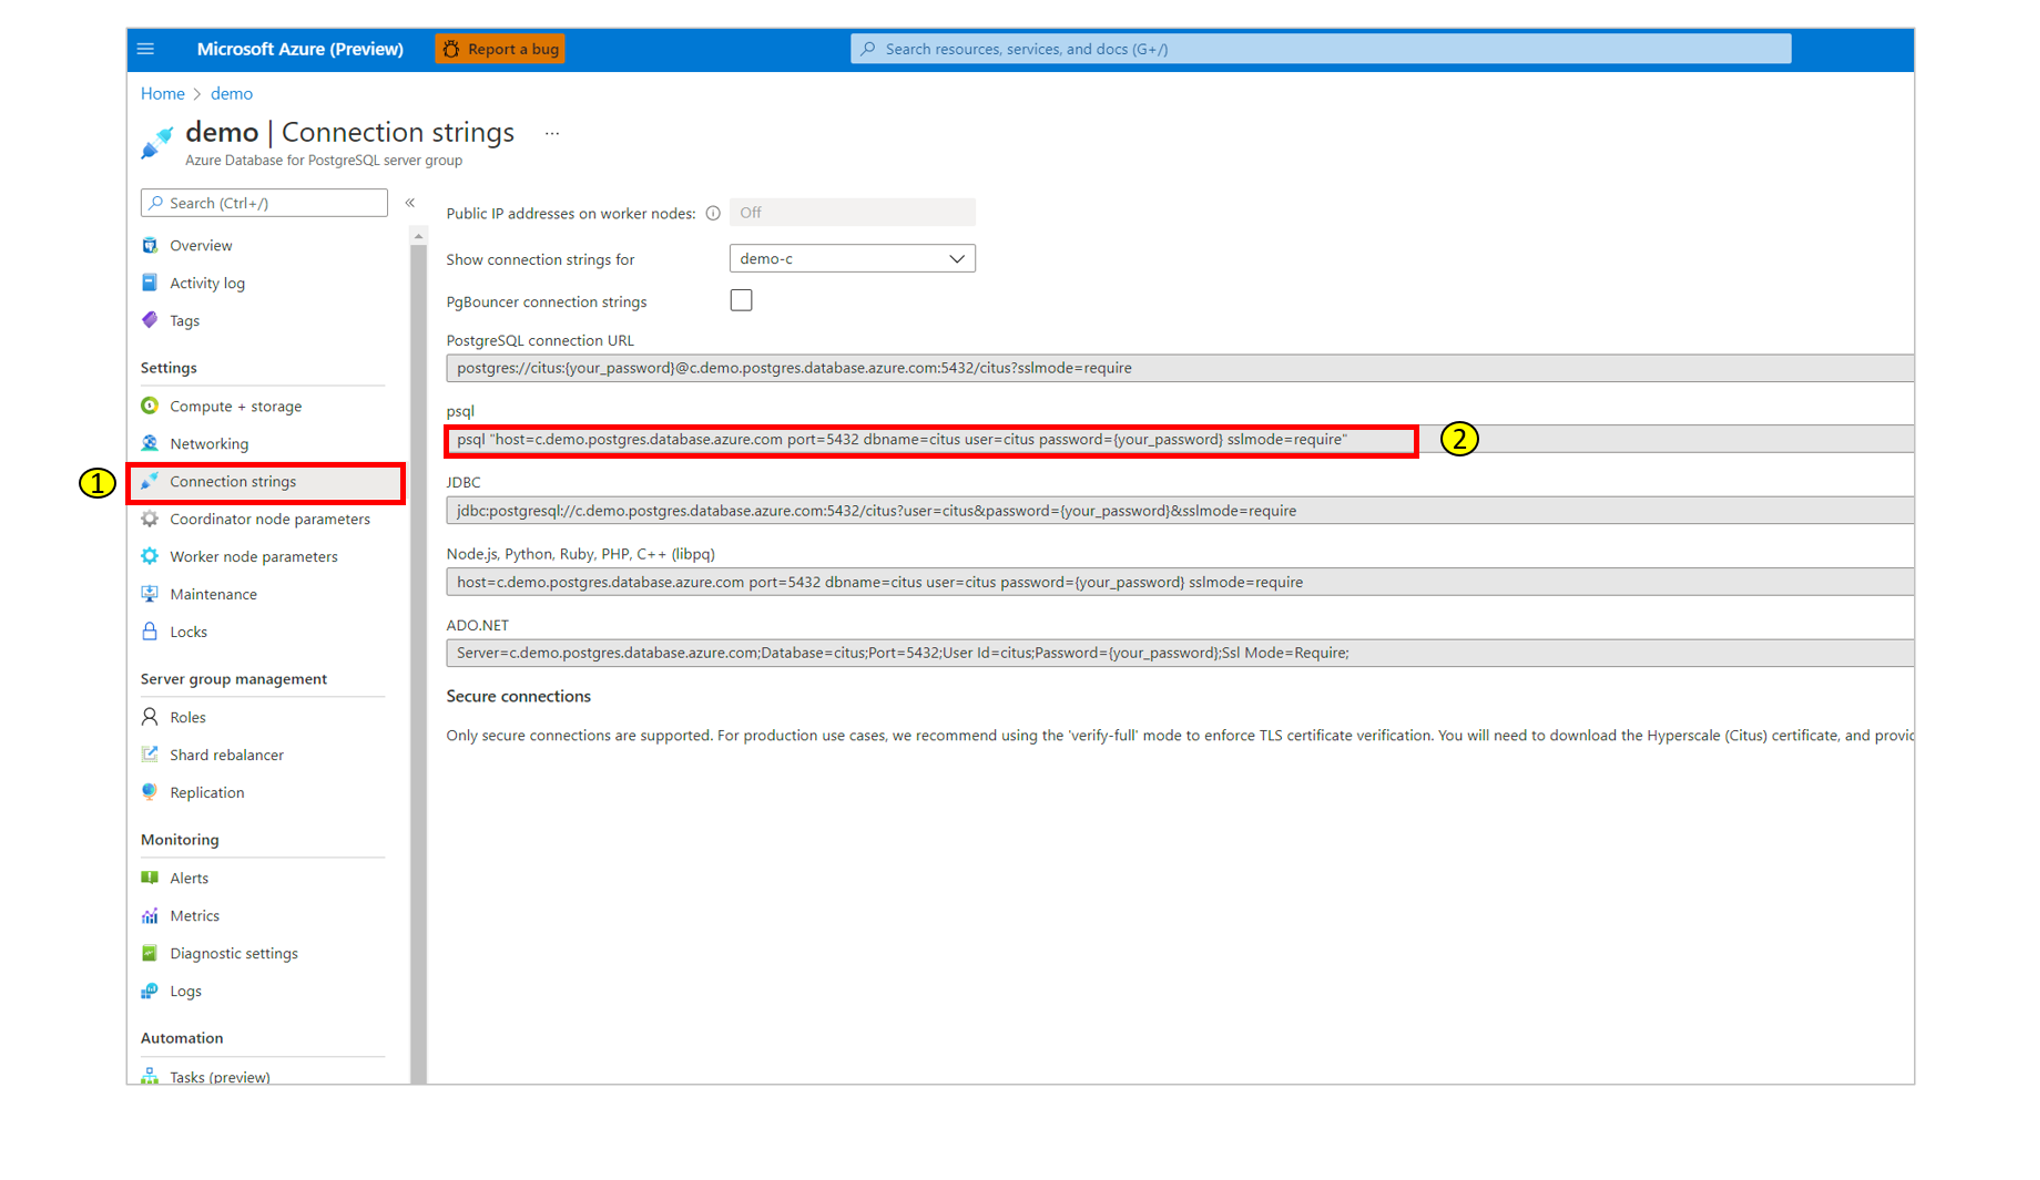 Microsoft Azure (Preview)
Report a bug
Search resources, services, and docs (G+/)
Home > demo
demo | Connection strings ...
Azure Database for PostgreSQL server group
Search (Ctrl+/)
«
Overview
Activity log
Tags
Settings
Compute + storage
Networking
1
Connection strings
Coordinator node parameters
Worker node parameters
Maintenance
Locks
Server group management
Roles
Shard rebalancer
Replication
Monitoring
Alerts
Metrics
Diagnostic settings
Logs
Automation
Tasks (preview)
Public IP addresses on worker nodes: Off
Show connection strings for demo-c
PgBouncer connection strings
PostgreSQL connection URL
postgres://citus:{your_password}@c.demo.postgres.database.azure.com:5432/citus?sslmode=require
psql
psql "host=c.demo.postgres.database.azure.com port=5432 dbname=citus user=citus password={your_password} sslmode=require"
2
JDBC
jdbc:postgresql://c.demo.postgres.database.azure.com:5432/citus?user=citus&password={your_password}&sslmode=require
Node.js, Python, Ruby, PHP, C++ (libpq)
host=c.demo.postgres.database.azure.com port=5432 dbname=citus user=citus password={your_password} sslmode=require
ADO.NET
Server=c.demo.postgres.database.azure.com;Database=citus;Port=5432;User Id=citus;Password={your_password};Ssl Mode=Require;
Secure connections
Only secure connections are supported. For production use cases, we recommend using the 'verify-full' mode to enforce TLS certificate verification. You will need to download the Hyperscale (Citus) certificate, and